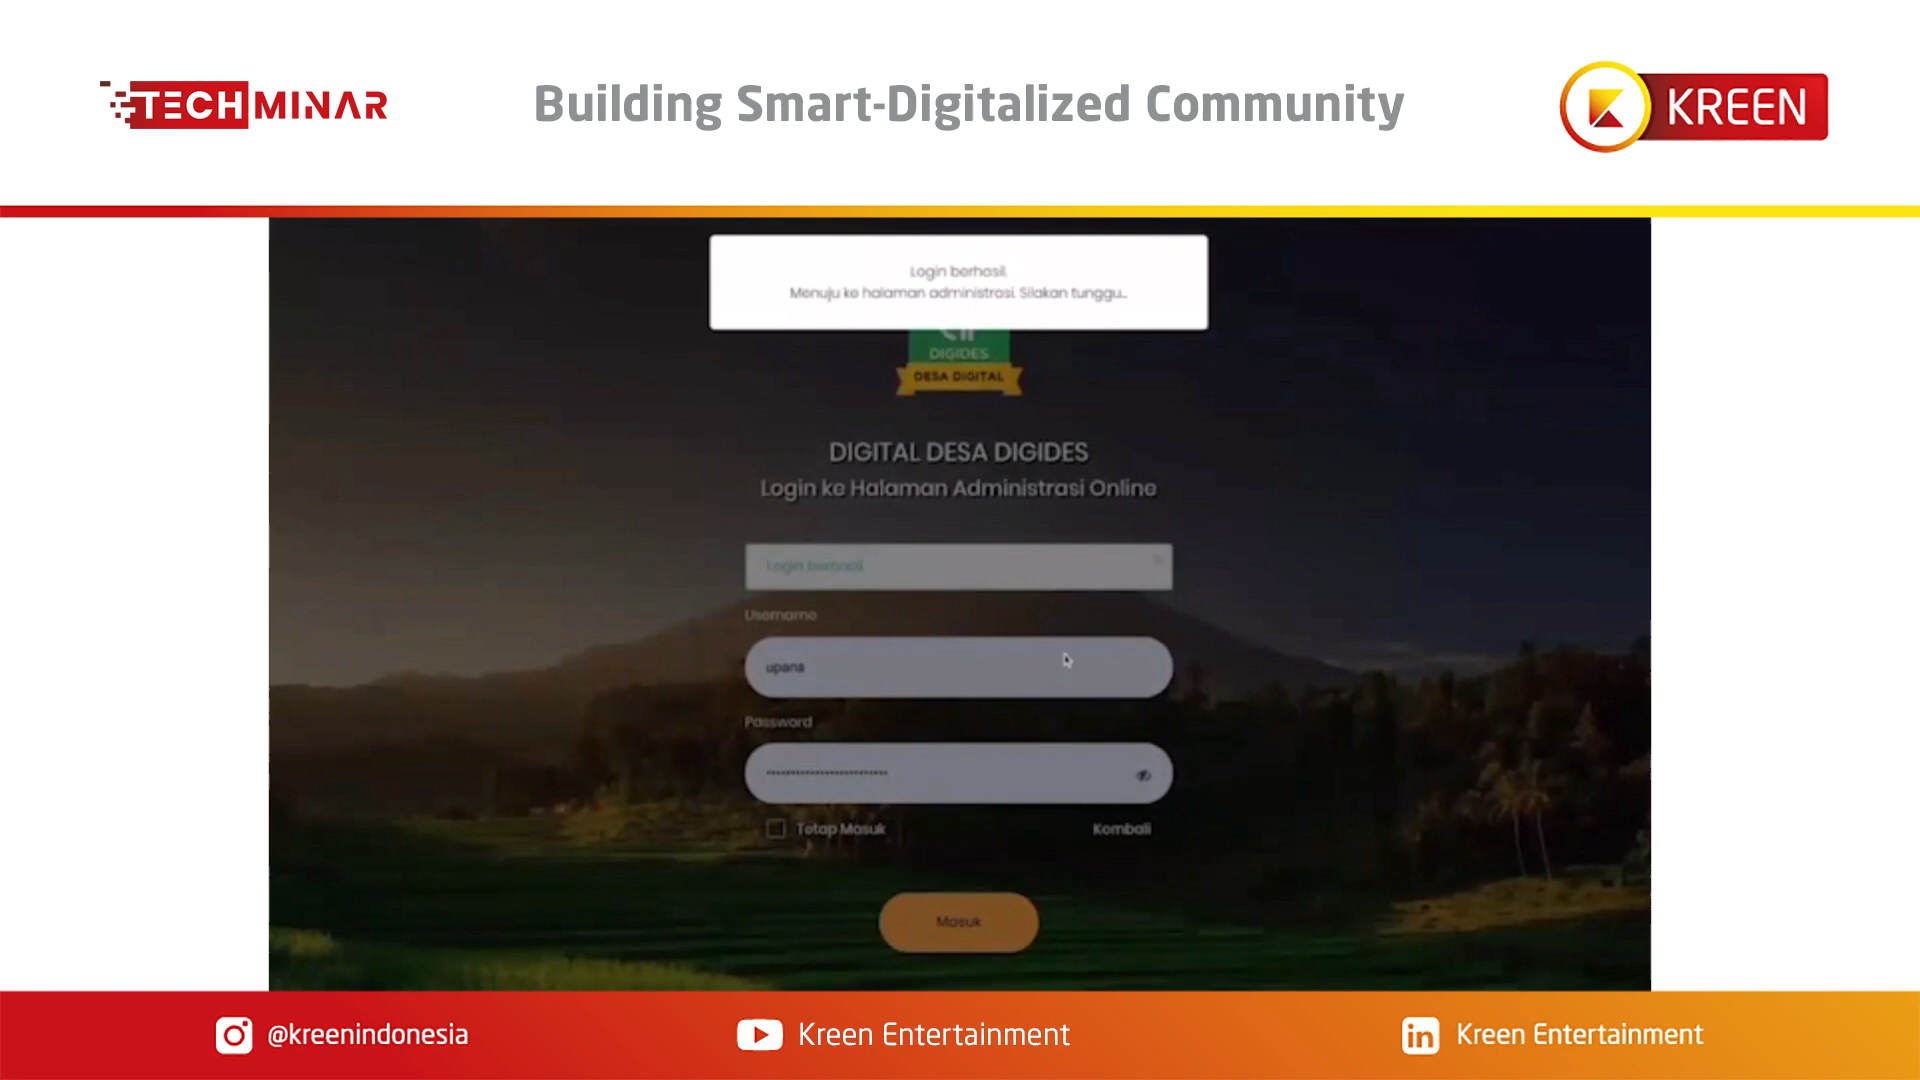 TECHMINAR
Building Smart-Digitalized Community
KREEN
Login berhasil.
Menuju ke halaman administrasi. Silakan tunggu...
DIGIDES
DESA DIGITAL
DIGITAL DESA DIGIDES
Login ke Halaman Administrasi Online
Login berhasil
Username
upana
Password
Tetap Masuk
Kembali
Masuk
@kreenindonesia
Kreen Entertainment
Kreen Entertainment